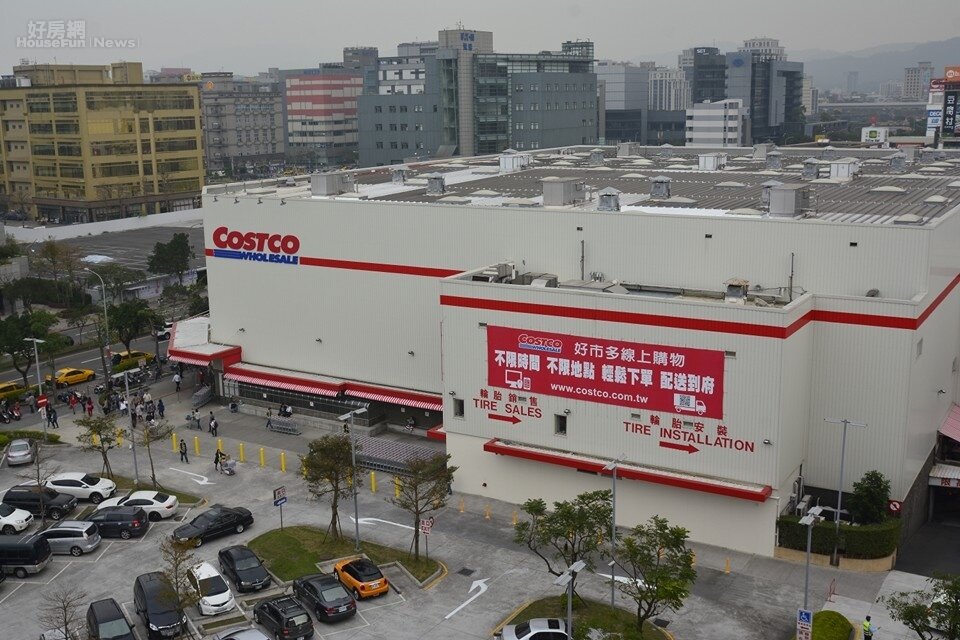 好房網
HouseFun News
COSTCO
WHOLESALE
COSTCO
WHOLESALE
好市多線上購物
不限時間 不限地點 輕鬆下單 配送到府
www.costco.com.tw
輪胎銷售
TIRE SALES
輪胎安裝
TIRE INSTALLATION